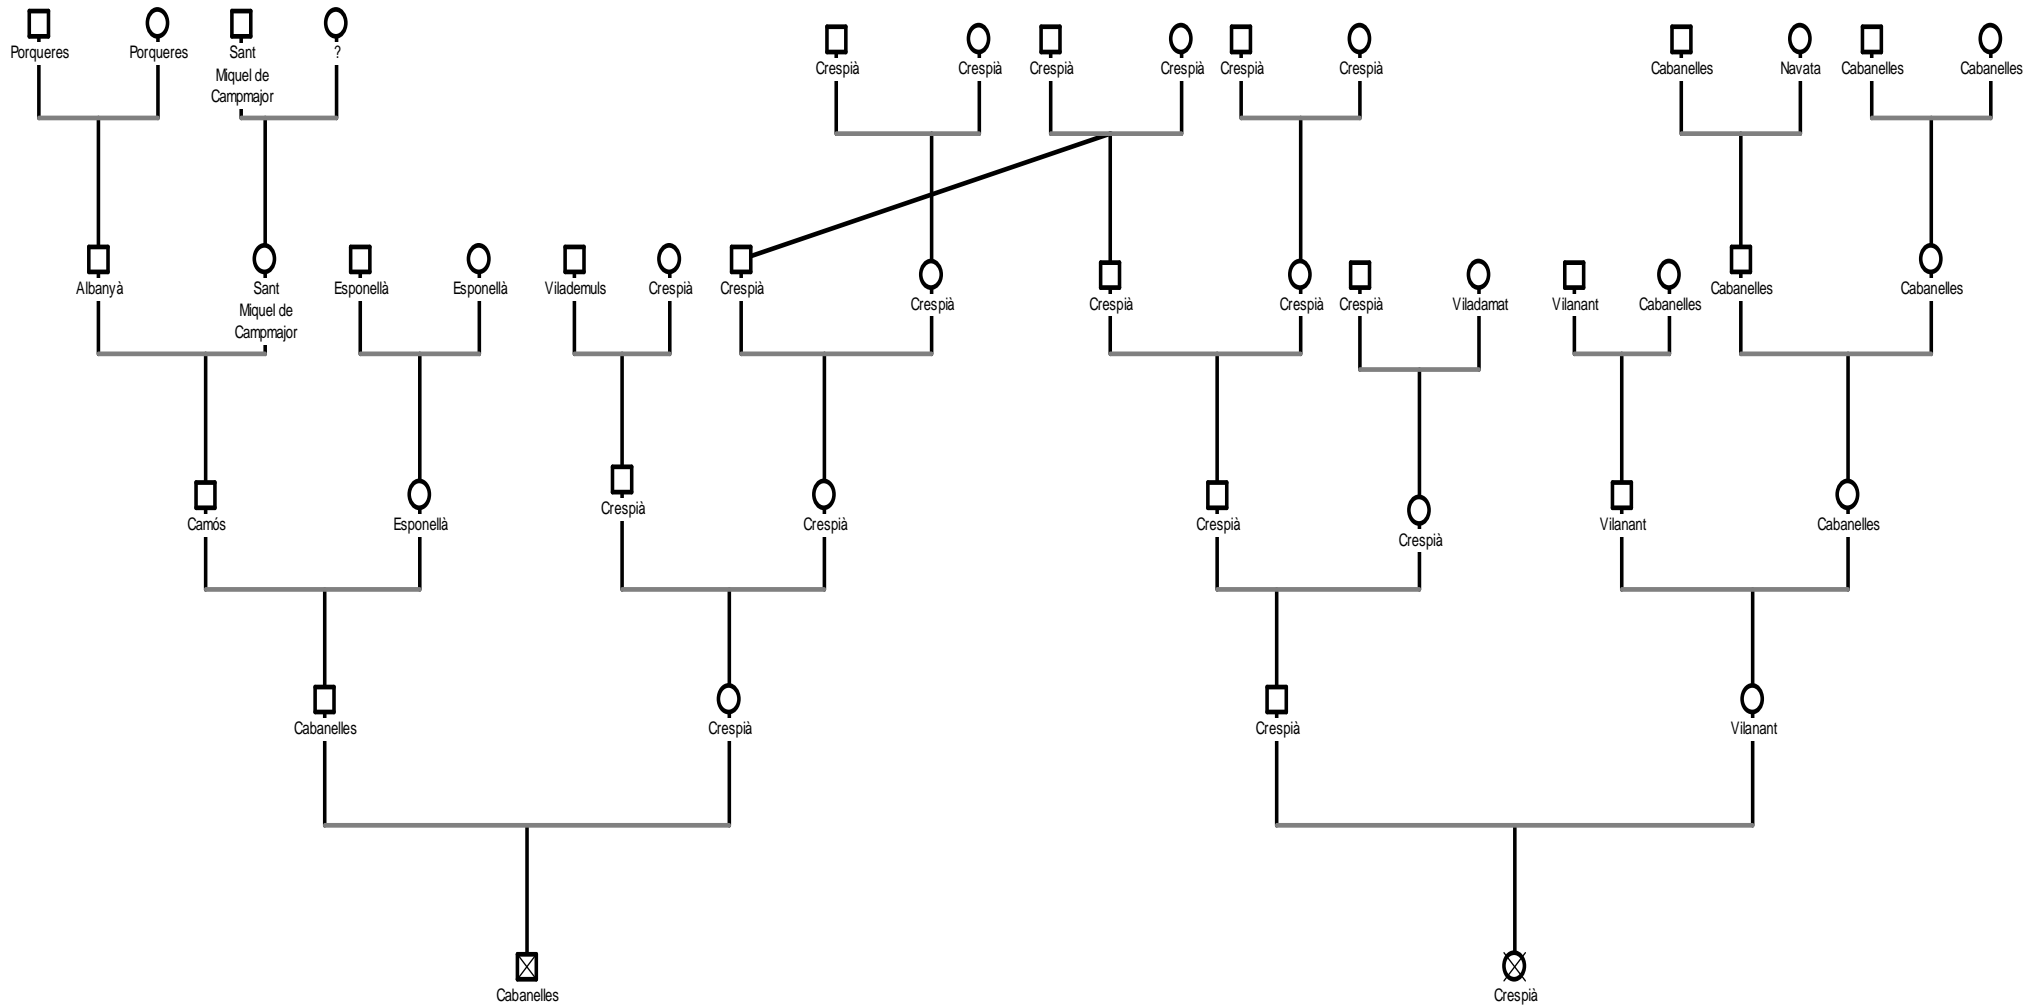 Porqueres
Porqueres
Sant
Miquel de
Campmajor
?
Crespià
Crespià
Crespià
Crespià
Crespià
Crespià
Cabanelles
Navata
Cabanelles
Cabanelles
Albanyà
Sant
Miquel de
Campmajor
Esponellà
Esponellà
Vilademuls
Crespià
Crespià
Crespià
Crespià
Crespià
Crespià
Viladamat
Vilanant
Cabanelles
Cabanelles
Cabanelles
Camós
Esponellà
Crespià
Crespià
Crespià
Crespià
Vilanant
Cabanelles
Cabanelles
Crespià
Crespià
Vilanant
Cabanelles
Crespià